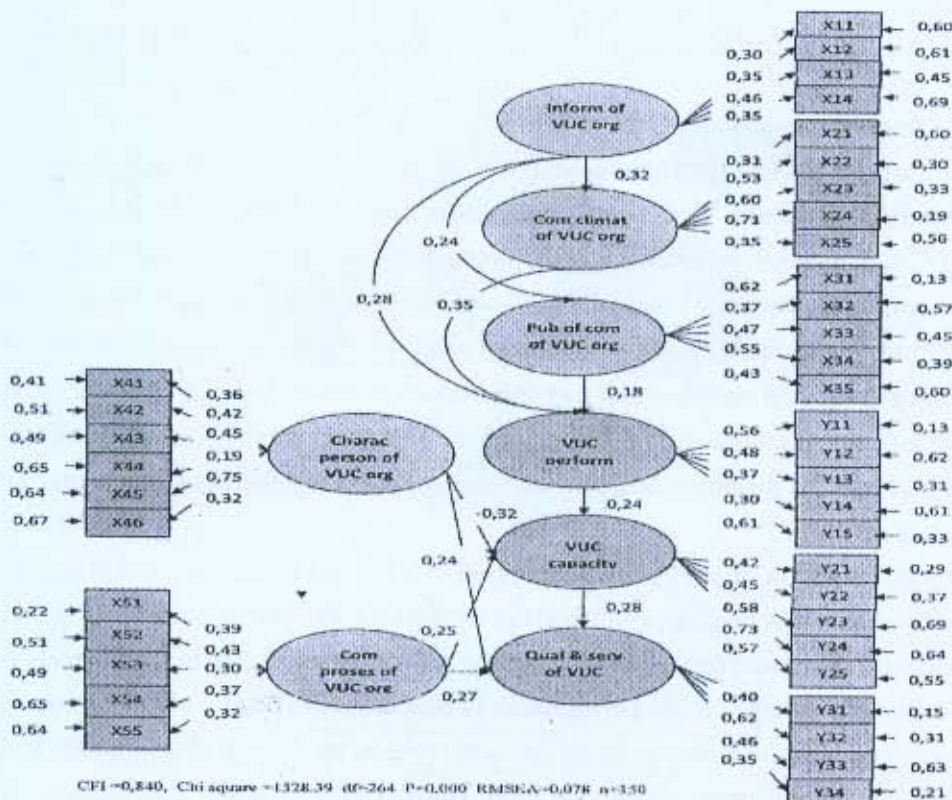 X11
0,60
0,30
X12
0,61
0,35
X13
0,45
0,46
X14
0,69
0,35
Inform of
VUC org
X21
0,60
0,31
X22
0,30
0,53
0,32
X23
0,33
0,60
Com climat
of VUC org
X24
0,19
0,71
X25
0,56
0,35
0,24
0,28
0,35
X31
0,13
0,62
X32
0,57
0,37
Pub of com
of VUC org
X33
0,45
0,47
X34
0,39
0,55
X35
0,60
0,43
0,18
0,41
X41
0,36
0,51
X42
0,42
0,49
X43
0,45
0,65
X44
0,19
0,64
X45
0,75
0,67
X46
0,32
Charac
person of
VUC org
Y11
0,13
0,56
Y12
0,62
0,48
VUC
perform
Y13
0,31
0,37
Y14
0,61
0,30
Y15
0,33
0,61
0,24
0,32
0,24
VUC
capacity
Y21
0,29
0,42
Y22
0,37
0,45
Y23
0,69
0,58
Y24
0,64
0,73
Y25
0,55
0,57
0,28
X51
0,22
0,39
X52
0,51
0,43
X53
0,49
0,30
X54
0,65
0,37
X55
0,64
0,32
Com
proses of
VUC org
0,25
0,27
Qual & serv
of VUC
Y31
0,15
0,40
Y32
0,31
0,62
Y33
0,63
0,46
Y34
0,21
0,35
CFI =0,840, Chi square =1328.39 df=264 P=0.000 RMSEA=0,078 n=350